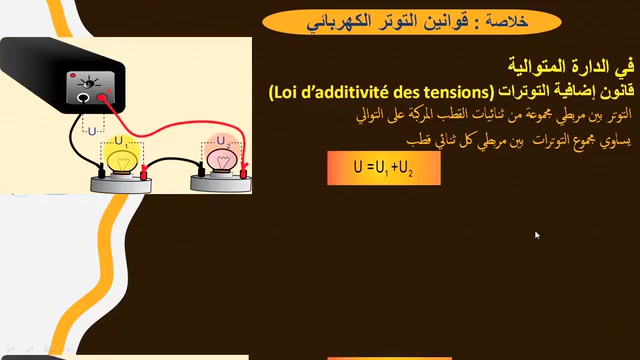 خلاصة : قوانين التوتر الكهربائي
في الدارة المتوالية
قانون إضافية التوترات (Loi d’additivité des tensions)
التوتر بين مربطي مجموعة من ثنائيات القطب المركبة على التوالي
يساوي مجموع التوترات بين مربطي كل ثنائي قطب
U =U₁ +U₂
U
U₁
U₂